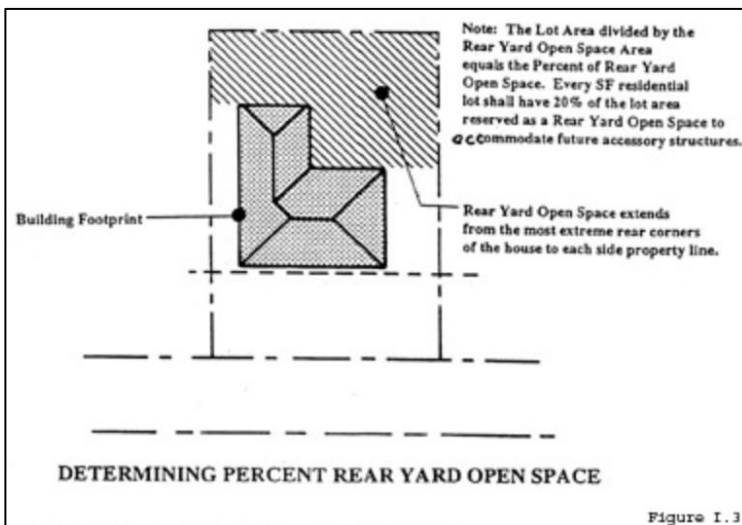 Note: The Lot Area divided by the
Rear Yard Open Space Area
equals the Percent of Rear Yard
Open Space. Every SF residential
lot shall have 20% of the lot area
reserved as a Rear Yard Open Space to
accommodate future accessory structures.
Building Footprint
Rear Yard Open Space extends
from the most extreme rear corners
of the house to each side property line.
DETERMINING PERCENT REAR YARD OPEN SPACE
Figure I.3